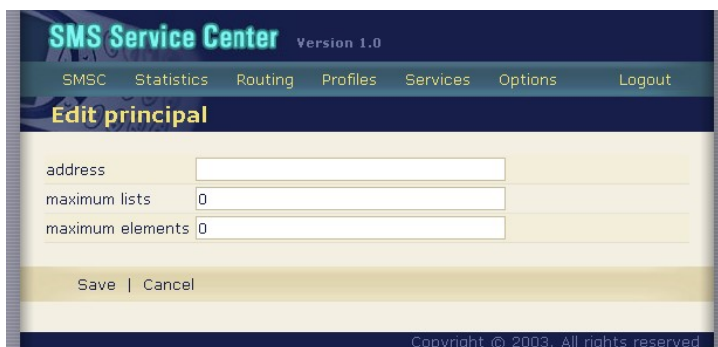 SMS Service Center Version 1.0
SMSC Statistics Routing Profiles Services Options Logout
Edit principal
address
maximum lists 0
maximum elements 0
Save | Cancel
Copyright © 2003. All rights reserved